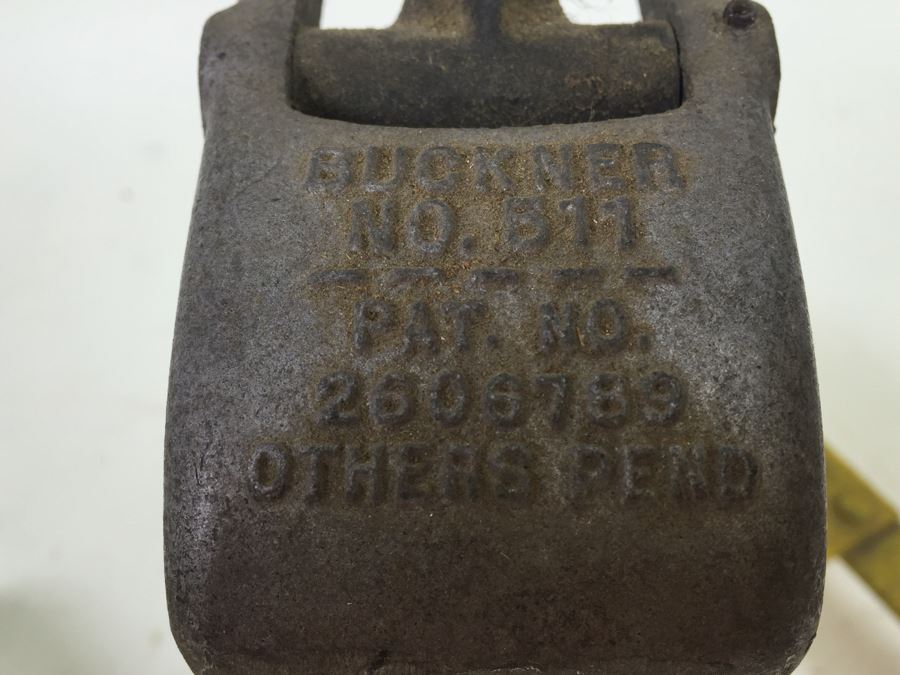 BUCKNER
NO. 511
PAT. NO.
2606789
OTHERS PEND